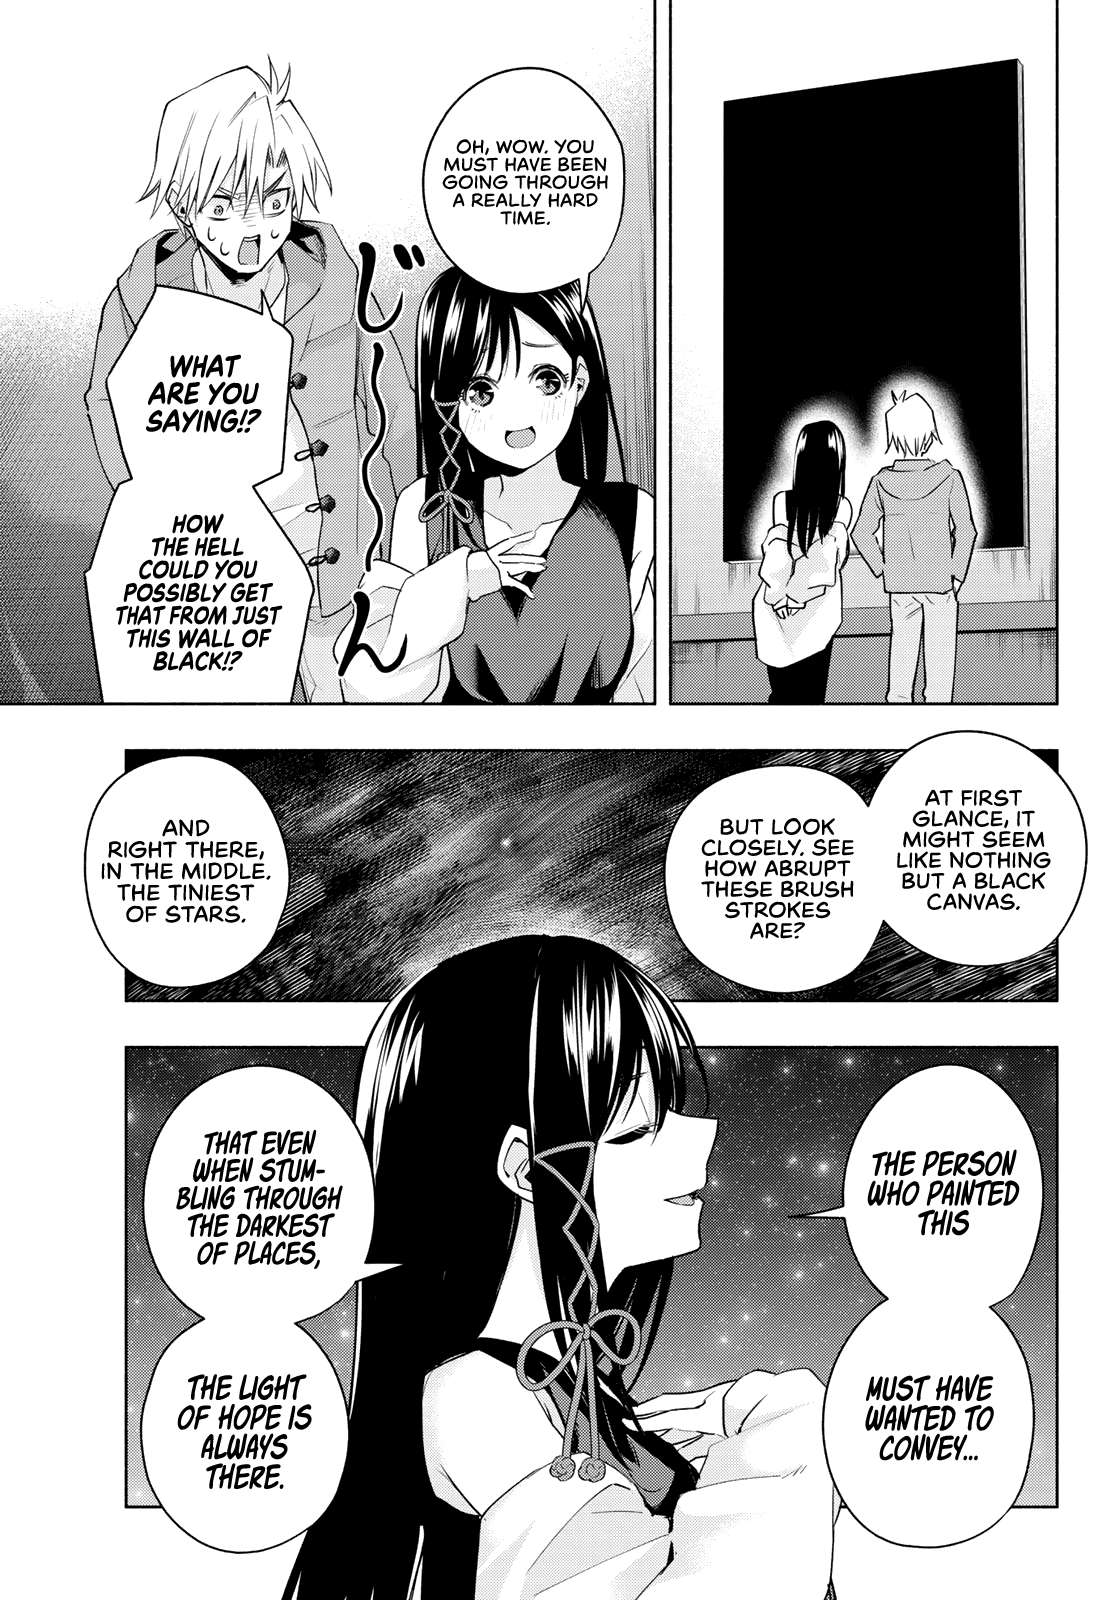 OH, WOW. YOU
MUST HAVE BEEN
GOING THROUGH
A REALLY HARD
TIME.
じーーん
WHAT
ARE YOU
SAYING!?
HOW
THE HELL
COULD YOU
POSSIBLY GET
THAT FROM JUST
THIS WALL OF
BLACK!?
AT FIRST
GLANCE, IT
MIGHT SEEM
LIKE NOTHING
BUT A BLACK
CANVAS.
BUT LOOK
CLOSELY. SEE
HOW ABRUPT
THESE BRUSH
STROKES
ARE?
AND
RIGHT THERE,
IN THE MIDDLE.
THE TINIEST
OF STARS.
THE PERSON
WHO PAINTED
THIS
MUST HAVE
WANTED TO
CONVEY...
THAT EVEN
WHEN STUM-
BLING THROUGH
THE DARKEST
OF PLACES,
THE LIGHT
OF HOPE IS
ALWAYS
THERE.